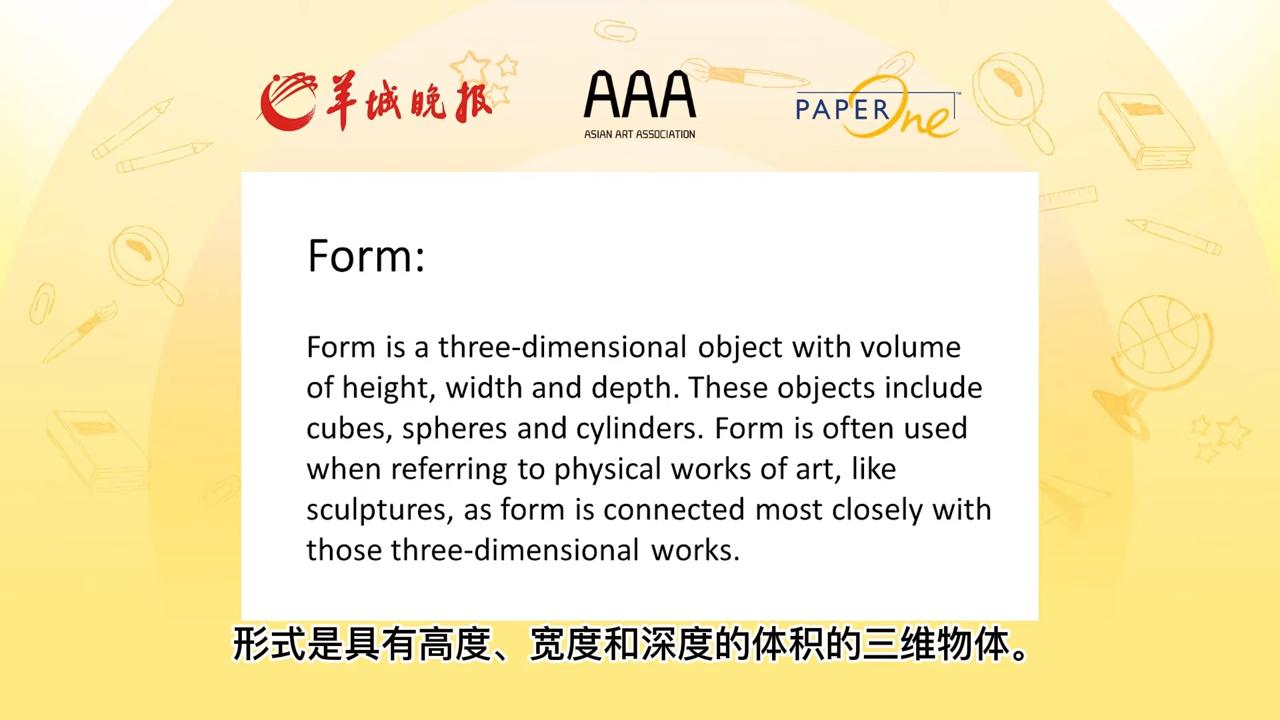 羊城晚报
AAA
ASIAN ART ASSOCIATION
PAPER One™
Form:
Form is a three-dimensional object with volume
of height, width and depth. These objects include
cubes, spheres and cylinders. Form is often used
when referring to physical works of art, like
sculptures, as form is connected most closely with
those three-dimensional works.
形式是具有高度、宽度和深度的体积的三维物体。